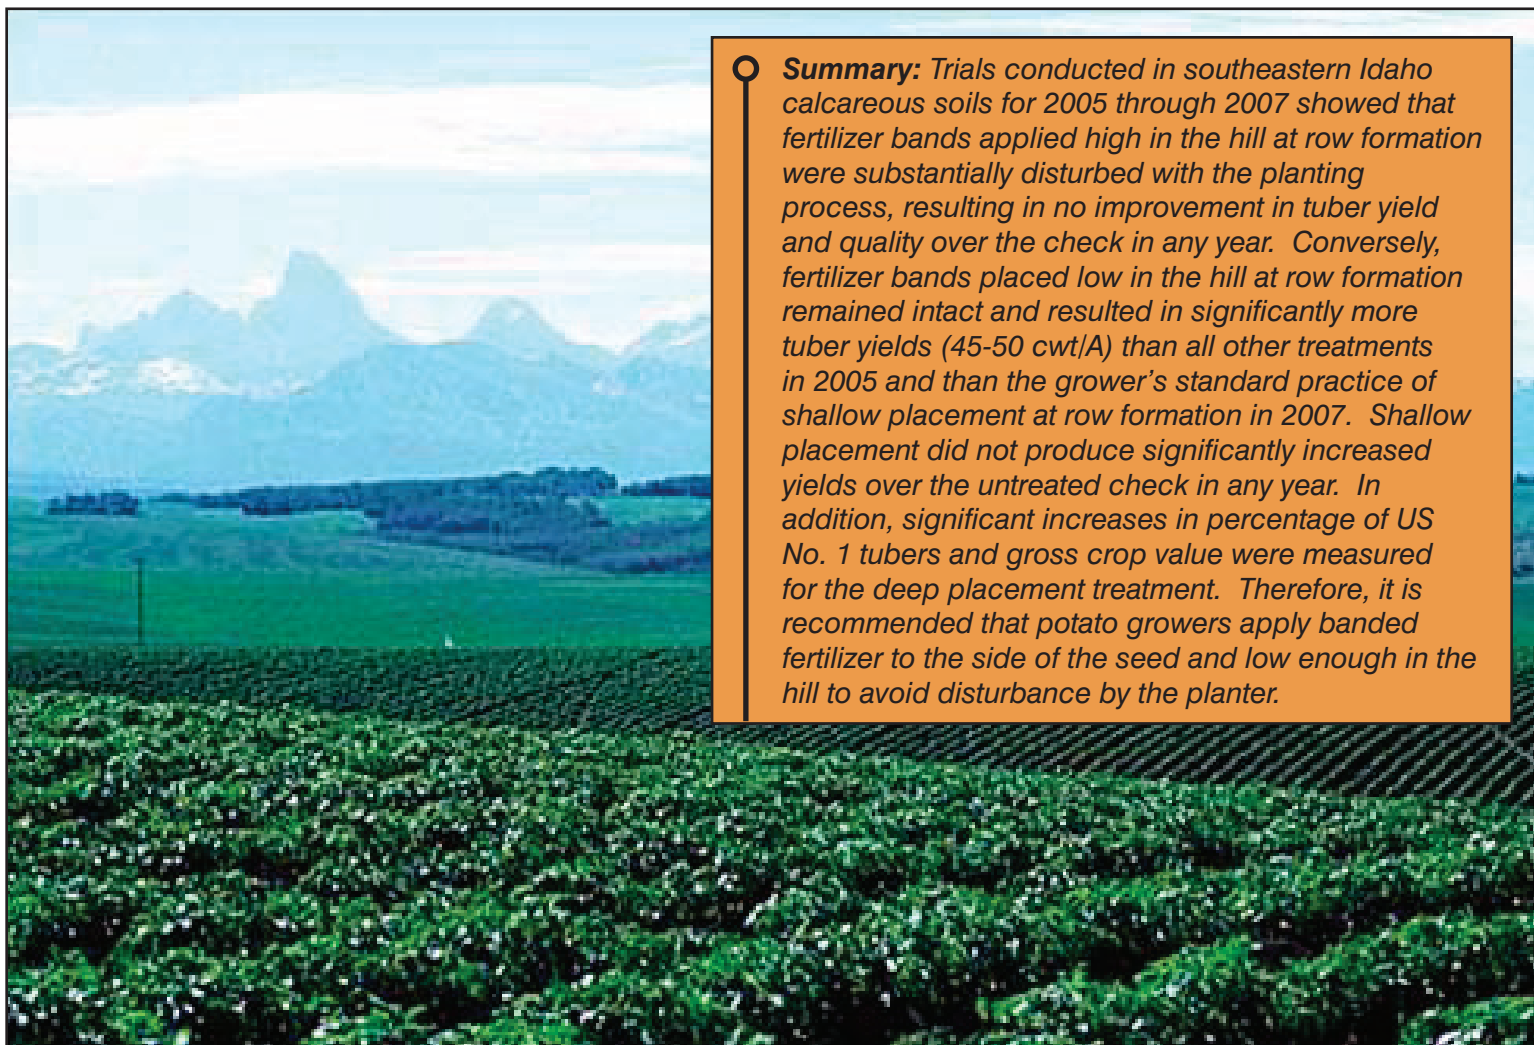 Summary: Trials conducted in southeastern Idaho
calcareous soils for 2005 through 2007 showed that
fertilizer bands applied high in the hill at row formation
were substantially disturbed with the planting
process, resulting in no improvement in tuber yield
and quality over the check in any year.  Conversely,
fertilizer bands placed low in the hill at row formation
remained intact and resulted in significantly more
tuber yields (45-50 cwt/A) than all other treatments
in 2005 and than the grower’s standard practice of
shallow placement at row formation in 2007.  Shallow
placement did not produce significantly increased
yields over the untreated check in any year.  In
addition, significant increases in percentage of US
No. 1 tubers and gross crop value were measured
for the deep placement treatment.  Therefore, it is
recommended that potato growers apply banded
fertilizer to the side of the seed and low enough in the
hill to avoid disturbance by the planter.